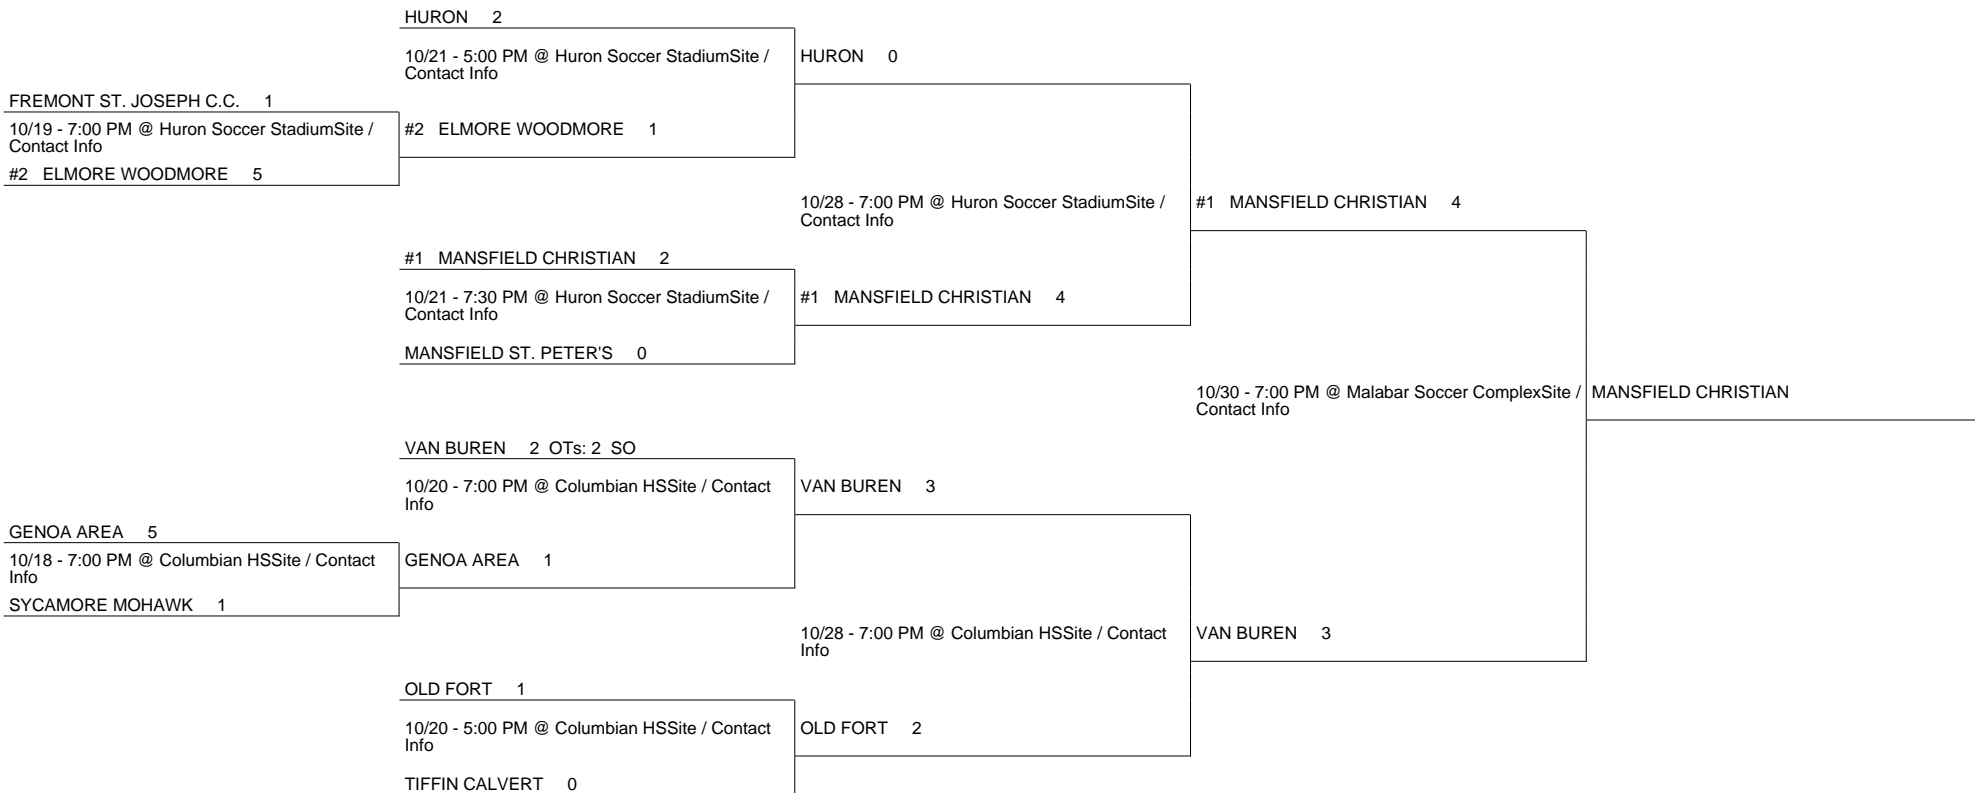 HURON 2
10/21 - 5:00 PM @ Huron Soccer StadiumSite /
Contact Info
HURON 0
FREMONT ST. JOSEPH C.C. 1
10/19 - 7:00 PM @ Huron Soccer StadiumSite /
Contact Info
#2 ELMORE WOODMORE 1
#2 ELMORE WOODMORE 5
10/28 - 7:00 PM @ Huron Soccer StadiumSite /
Contact Info
#1 MANSFIELD CHRISTIAN 4
#1 MANSFIELD CHRISTIAN 2
10/21 - 7:30 PM @ Huron Soccer StadiumSite /
Contact Info
#1 MANSFIELD CHRISTIAN 4
MANSFIELD ST. PETER'S 0
10/30 - 7:00 PM @ Malabar Soccer ComplexSite /
Contact Info
MANSFIELD CHRISTIAN
VAN BUREN 2 OTs: 2 SO
10/20 - 7:00 PM @ Columbian HSSite / Contact
Info
VAN BUREN 3
GENOA AREA 5
10/18 - 7:00 PM @ Columbian HSSite / Contact
Info
GENOA AREA 1
SYCAMORE MOHAWK 1
10/28 - 7:00 PM @ Columbian HSSite / Contact
Info
VAN BUREN 3
OLD FORT 1
10/20 - 5:00 PM @ Columbian HSSite / Contact
Info
OLD FORT 2
TIFFIN CALVERT 0